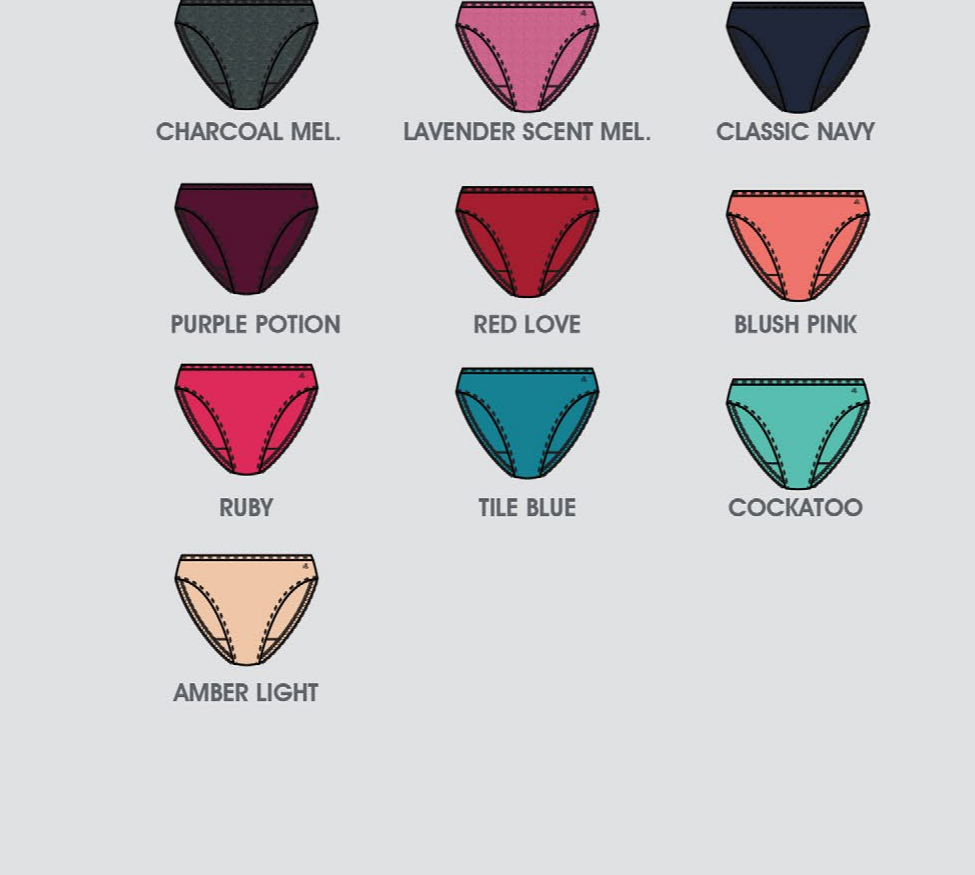 CHARCOAL MEL.
LAVENDER SCENT MEL.
CLASSIC NAVY
PURPLE POTION
RED LOVE
BLUSH PINK
RUBY
TILE BLUE
COCKATOO
AMBER LIGHT